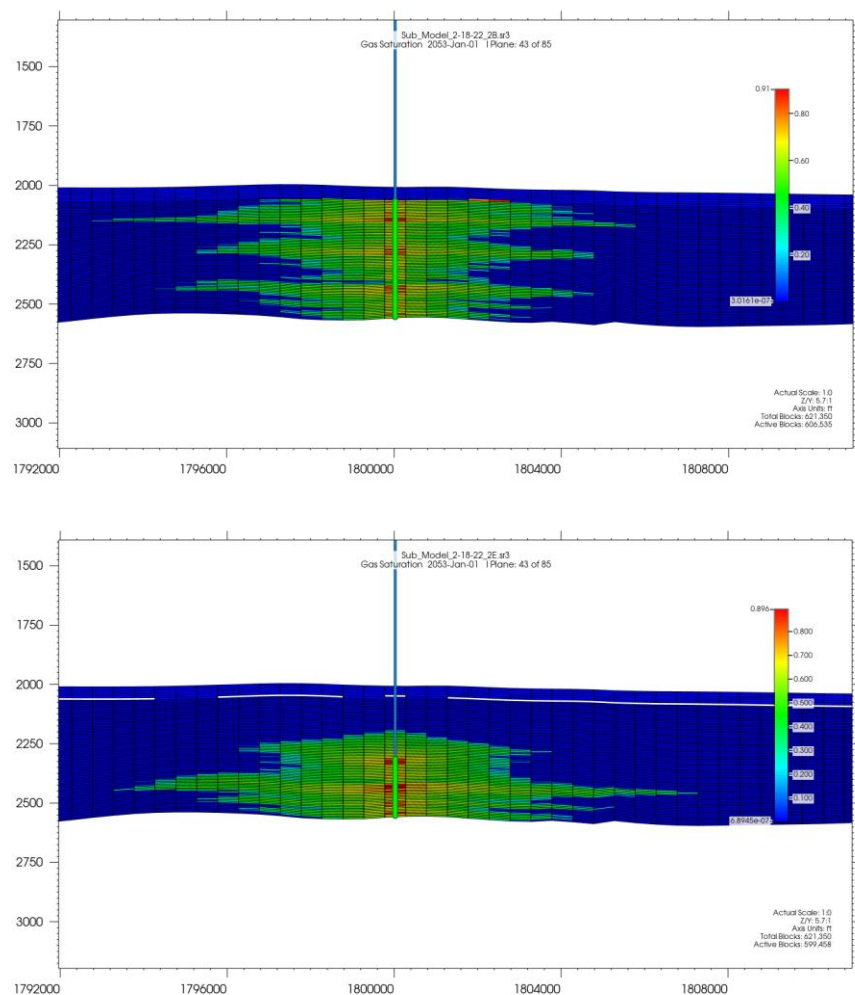 Sub_Model_2-18-22_2B.sr3
Gas Saturation 2053-Jan-01 I Plane: 43 of 85
1500
1750
2000
2250
2500
2750
3000
0.91
0.80
0.60
0.40
0.20
3.0161e-07
Actual Scale: 1:0
Z/Y: 5.7:1
Axis Units: ft
Total Blocks: 621,350
Active Blocks: 606,535
1792000 1796000 1800000 1804000 1808000
Sub_Model_2-18-22_2E.sr3
Gas Saturation 2053-Jan-01 I Plane: 43 of 85
1500
1750
2000
2250
2500
2750
3000
0.896
0.800
0.700
0.600
0.500
0.400
0.300
0.200
0.100
6.8945e-07
Actual Scale: 1:0
Z/Y: 5.7:1
Axis Units: ft
Total Blocks: 621,350
Active Blocks: 599,458
1792000 1796000 1800000 1804000 1808000